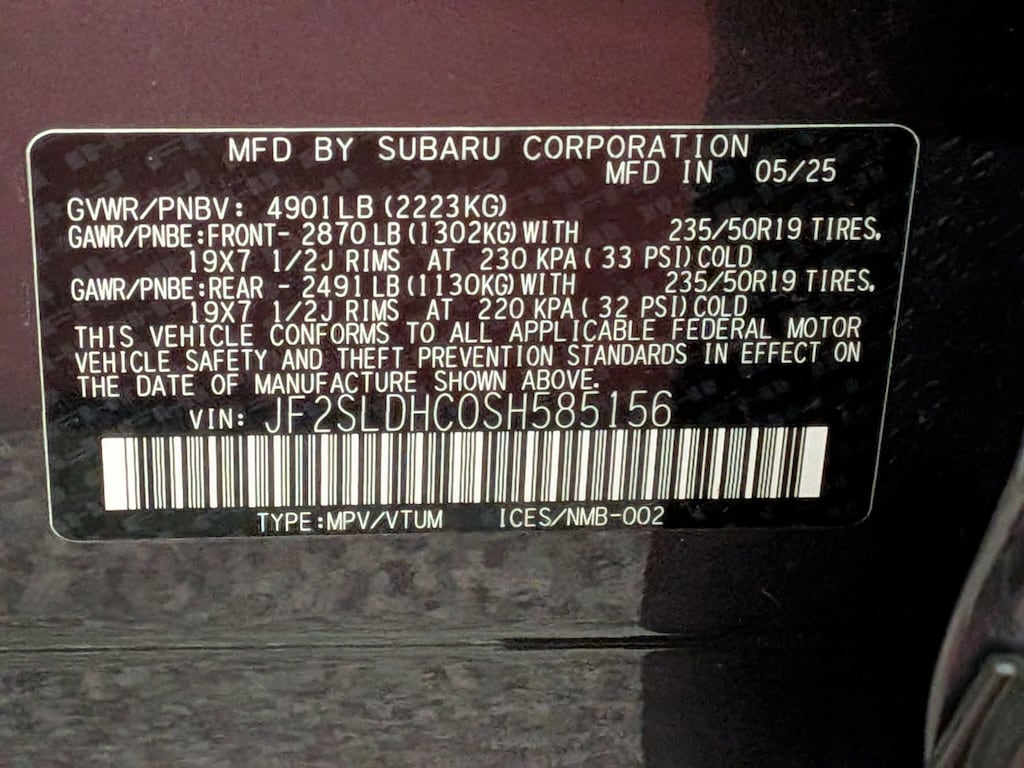 MFD BY SUBARU CORPORATION
MFD IN 05/25
GVWR/PNBV: 4901LB (2223KG)
GAWR/PNBE:FRONT- 2870 LB(1302KG)WITH 235/50R19 TIRES,
19X7 1/2J RIMS AT 230 KPA( 33 PSI)COLD
GAWR/PNBE:REAR - 2491 LB(1130KG)WITH 235/50R19 TIRES,
19X7 1/2J RIMS AT 220 KPA( 32 PSI)COLD
THIS VEHICLE CONFORMS TO ALL APPLICABLE FEDERAL MOTOR
VEHICLE SAFETY AND THEFT PREVENTION STANDARDS IN EFFECT ON
THE DATE OF MANUFACTURE SHOWN ABOVE.
VIN: JF2SLDHC0SH585156
TYPE:MPV/VTUM ICES/NMB-002